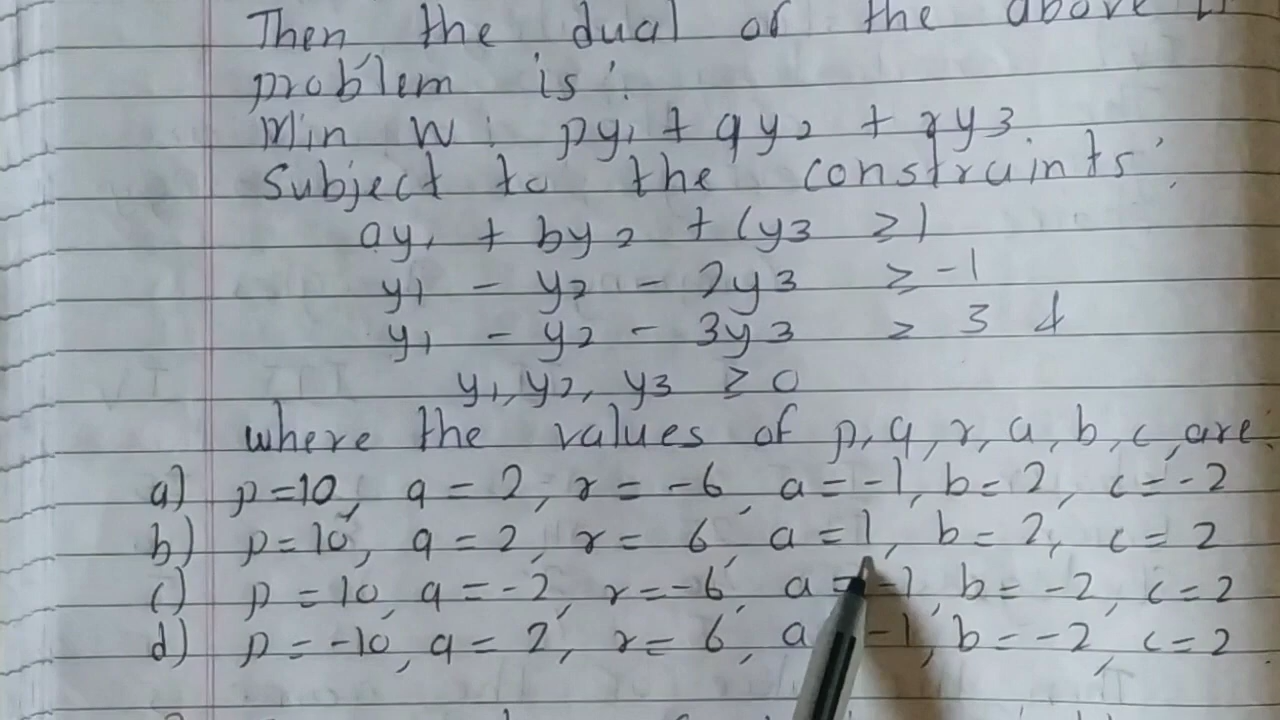 Then the dual of the above
problem is:
Min W: py1 + qy2 + ry3
Subject to the constraints:
ay1 + by2 + cy3 ≥ 1
y1 - y2 - 2y3 ≥ -1
y1 - y2 - 3y3 ≥ 3 &
y1, y2, y3 ≥ 0
where the values of p, q, r, a, b, c, are:
a) p=10, q=2, r=-6, a=-1, b=2, c=-2
b) p=10, q=2, r=6, a=1, b=2, c=2
c) p=10, q=-2, r=-6, a=-1, b=-2, c=2
d) p=-10, q=2, r=6, a -1, b=-2, c=2